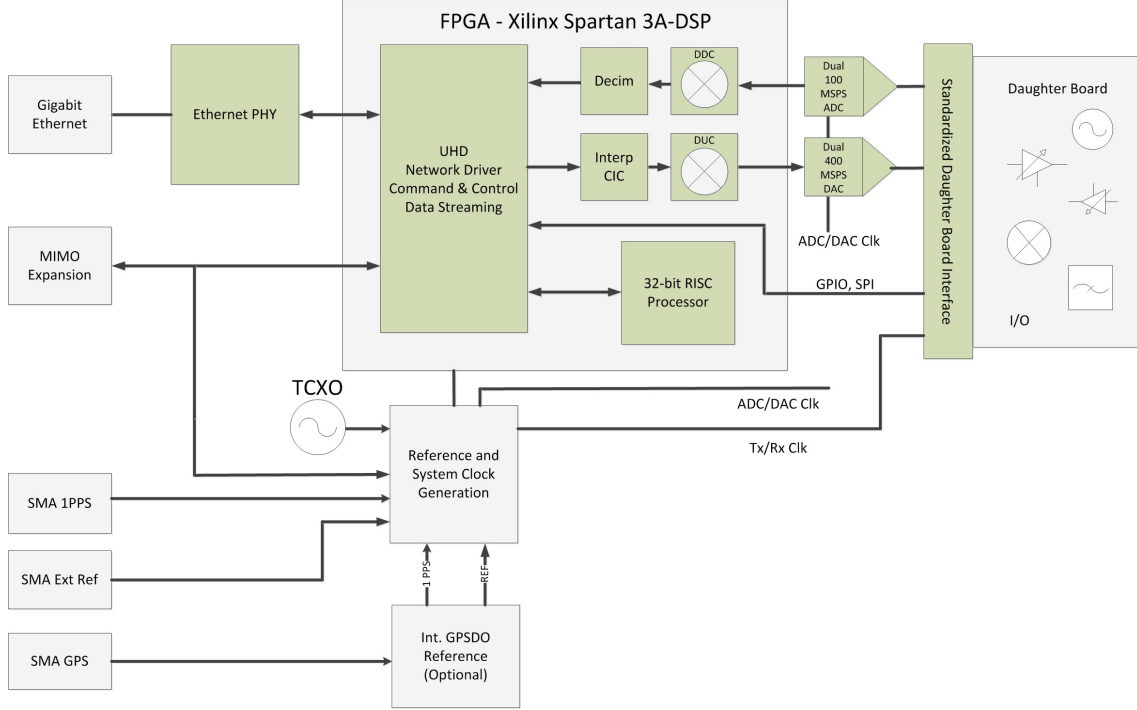 FPGA - Xilinx Spartan 3A-DSP
Gigabit
Ethernet
Ethernet PHY
UHD
Network Driver
Command & Control
Data Streaming
Decim
DDC
Dual
100
MSPS
ADC
Interp
CIC
DUC
Dual
400
MSPS
DAC
ADC/DAC Clk
Standardized Daughter Board Interface
Daughter Board
I/O
MIMO
Expansion
32-bit RISC
Processor
GPIO, SPI
TCXO
ADC/DAC Clk
Tx/Rx Clk
Reference and
System Clock
Generation
SMA 1PPS
SMA Ext Ref
1 PPS
REF
SMA GPS
Int. GPSDO
Reference
(Optional)